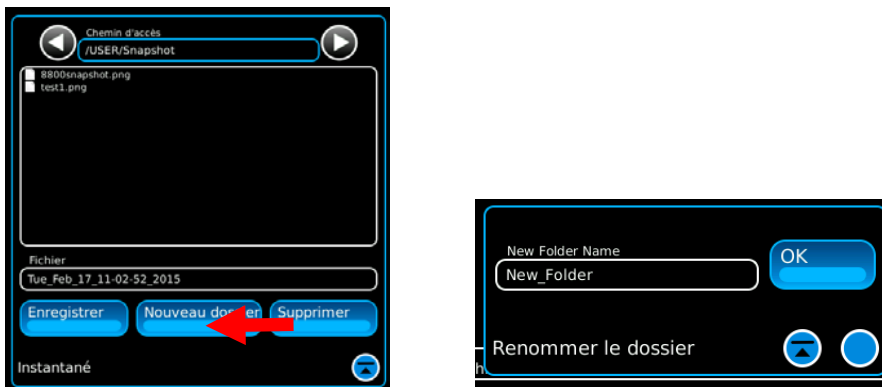 Chemin d'accès
/USER/Snapshot
8800snapshot.png
test1.png
Fichier
Tue_Feb_17_11-02-52_2015
Enregistrer Nouveau dossier Supprimer
Instantané
New Folder Name
New_Folder
OK
Renommer le dossier
h